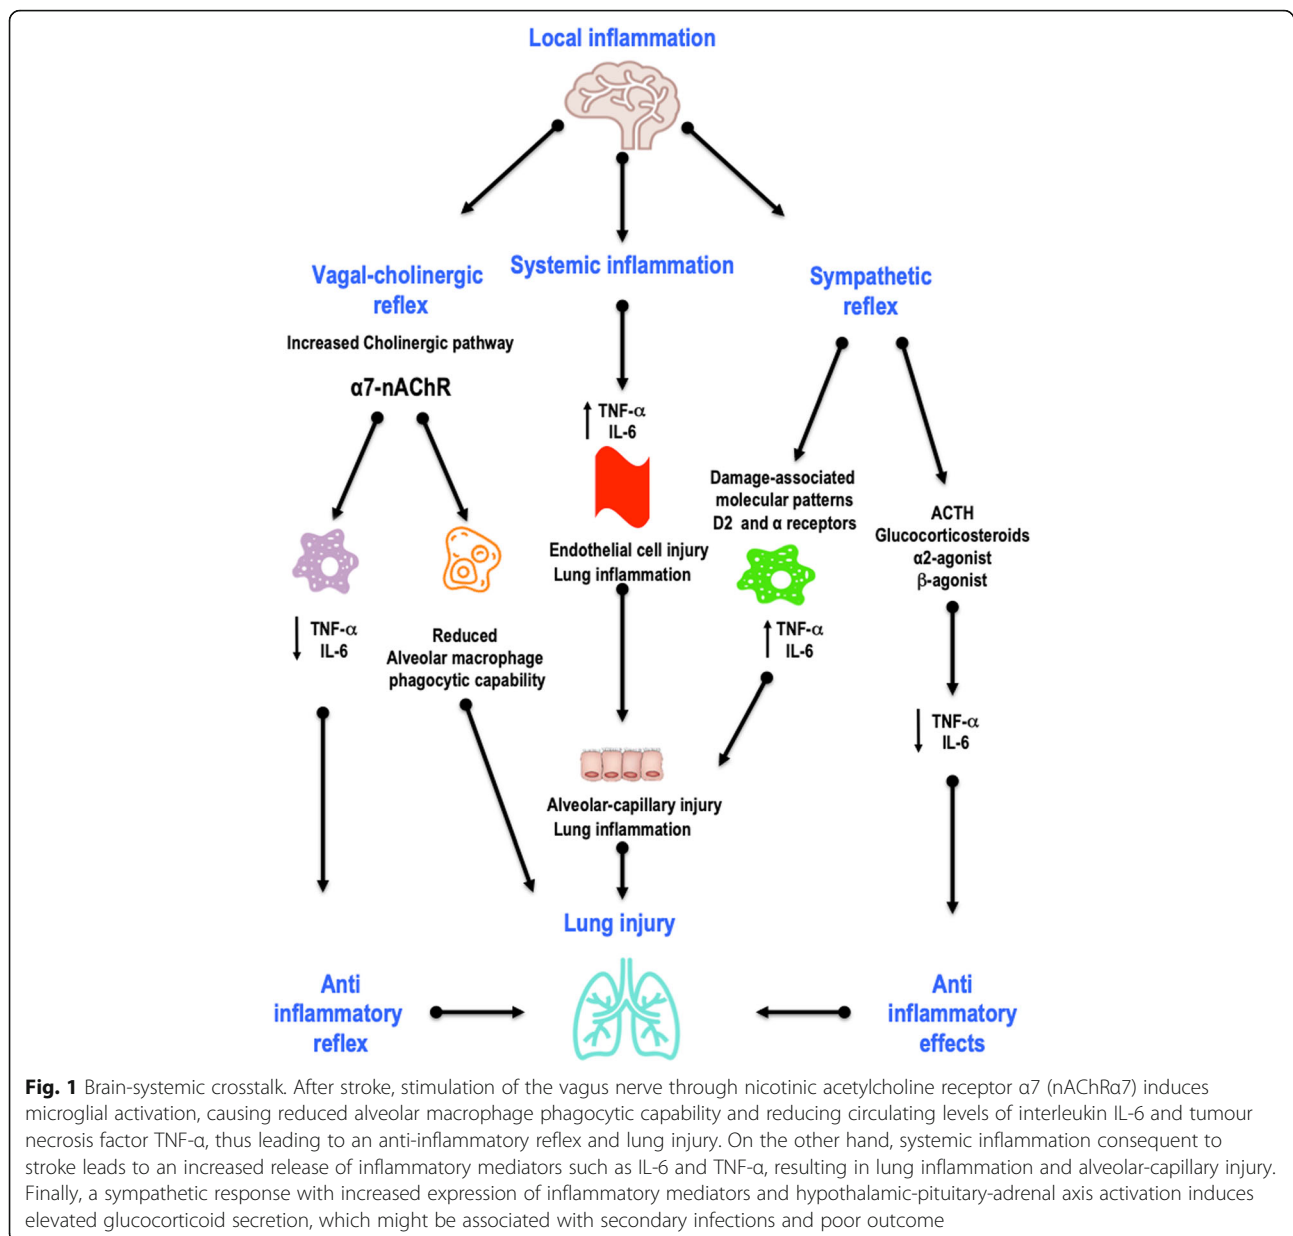 Local inflammation
Vagal-cholinergic
reflex
Increased Cholinergic pathway
α7-nAChR
TNF-α
IL-6
Reduced
Alveolar macrophage
phagocytic capability
Systemic inflammation
TNF-α
IL-6
Endothelial cell injury
Lung inflammation
Alveolar-capillary injury
Lung inflammation
Sympathetic
reflex
Damage-associated
molecular patterns
D2 and α receptors
TNF-α
IL-6
ACTH
Glucocorticosteroids
α2-agonist
β-agonist
TNF-α
IL-6
Lung injury
Anti
inflammatory
reflex
Anti
inflammatory
effects
Fig. 1 Brain-systemic crosstalk. After stroke, stimulation of the vagus nerve through nicotinic acetylcholine receptor α7 (nAChRα7) induces
microglial activation, causing reduced alveolar macrophage phagocytic capability and reducing circulating levels of interleukin IL-6 and tumour
necrosis factor TNF-α, thus leading to an anti-inflammatory reflex and lung injury. On the other hand, systemic inflammation consequent to
stroke leads to an increased release of inflammatory mediators such as IL-6 and TNF-α, resulting in lung inflammation and alveolar-capillary injury.
Finally, a sympathetic response with increased expression of inflammatory mediators and hypothalamic-pituitary-adrenal axis activation induces
elevated glucocorticoid secretion, which might be associated with secondary infections and poor outcome